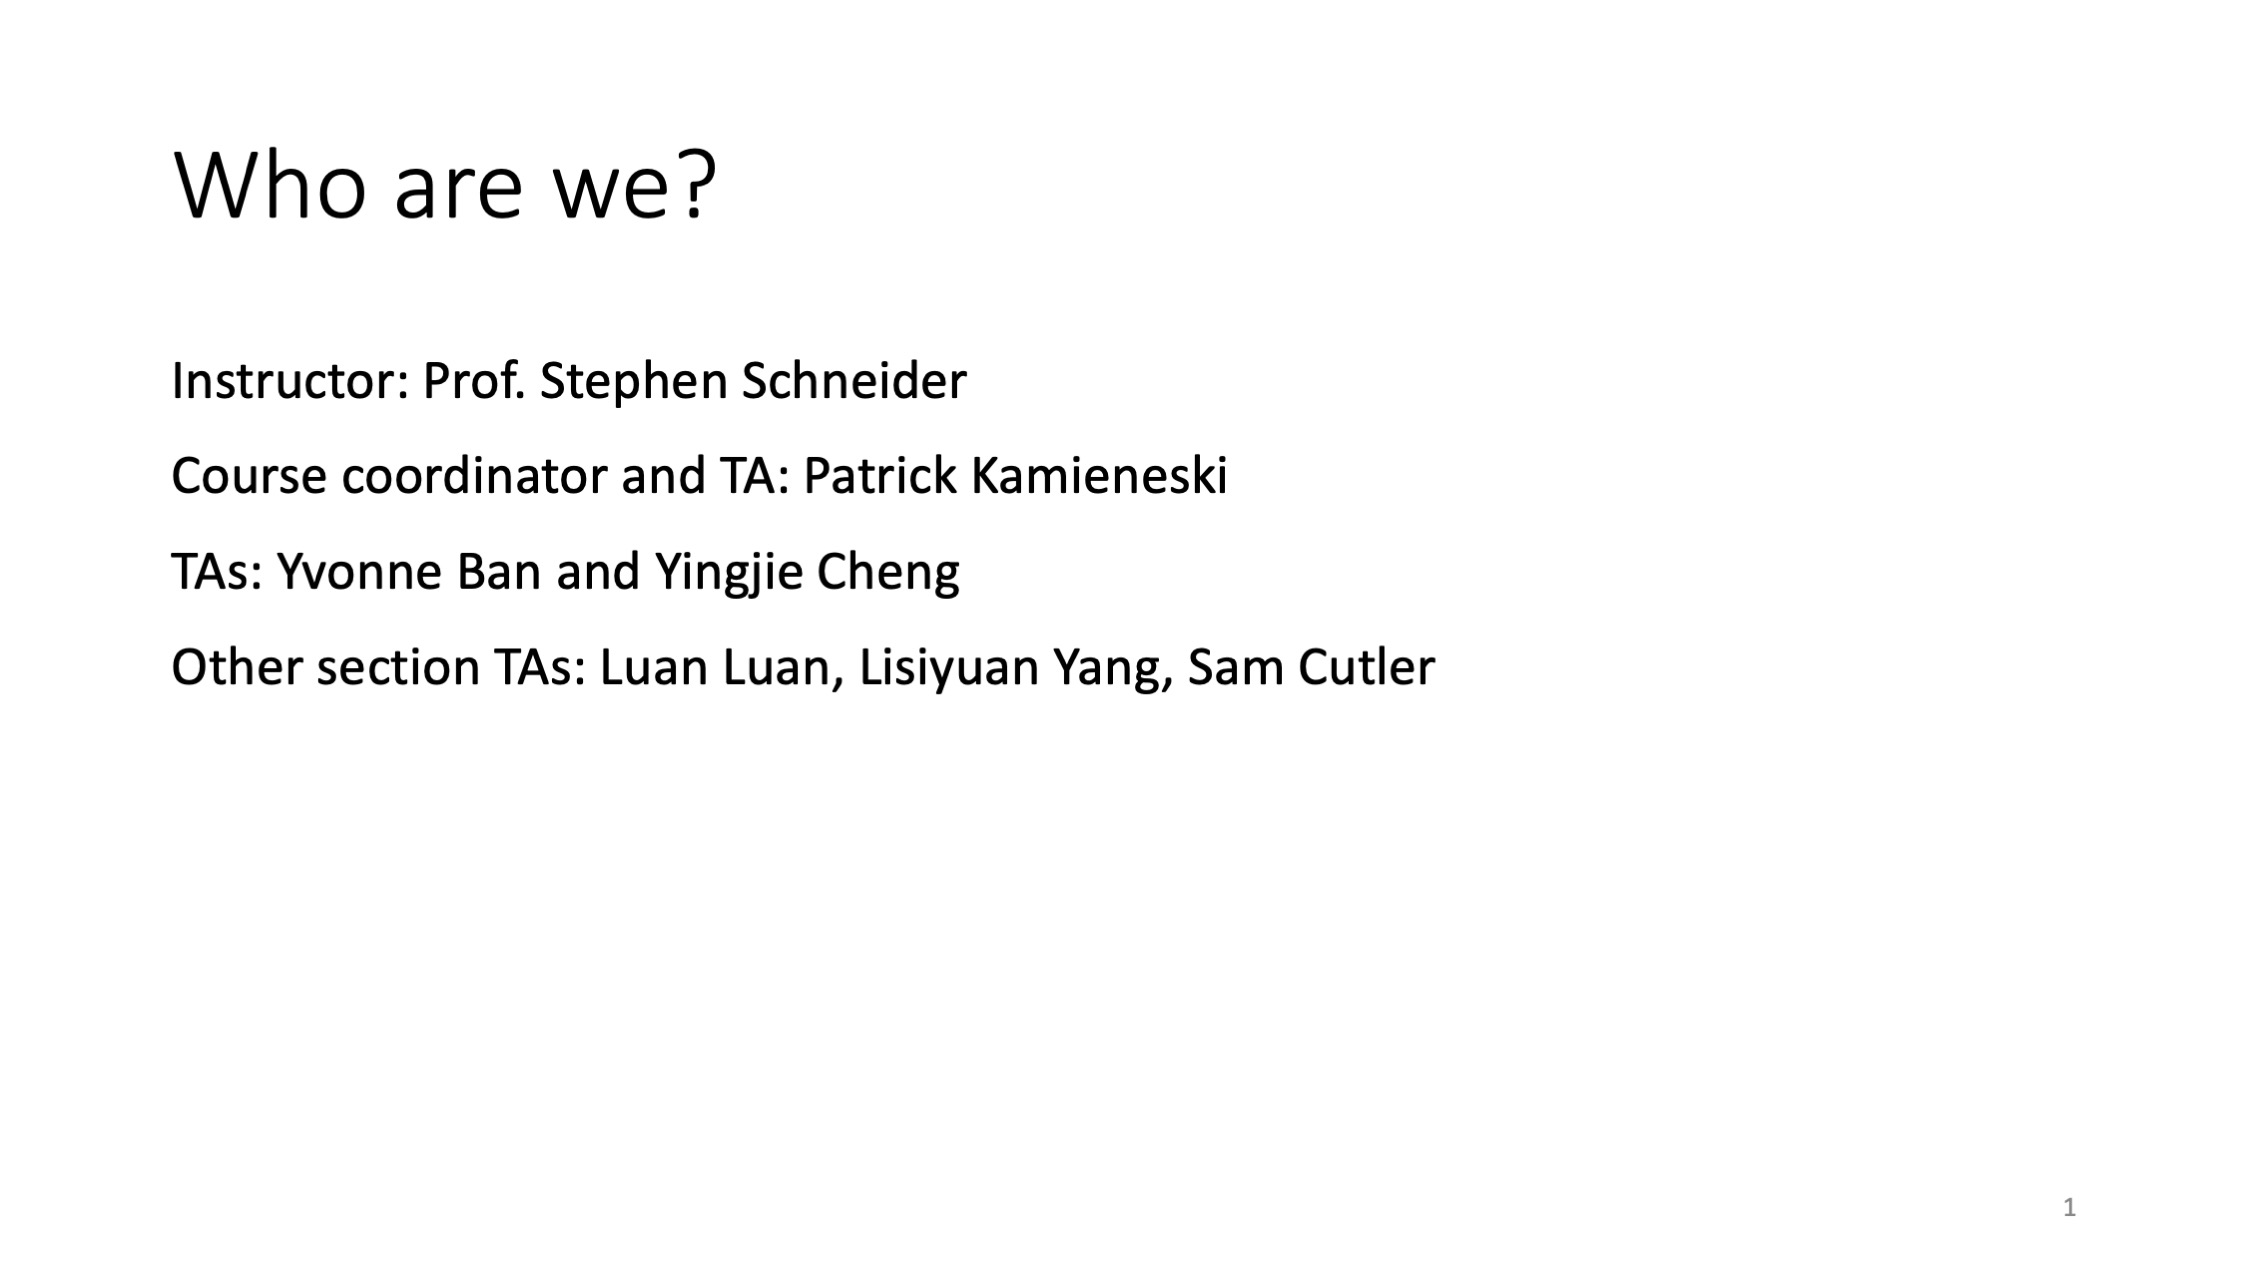 Who are we?
Instructor: Prof. Stephen Schneider
Course coordinator and TA: Patrick Kamieneski
TAs: Yvonne Ban and Yingjie Cheng
Other section TAs: Luan Luan, Lisiyuan Yang, Sam Cutler
1